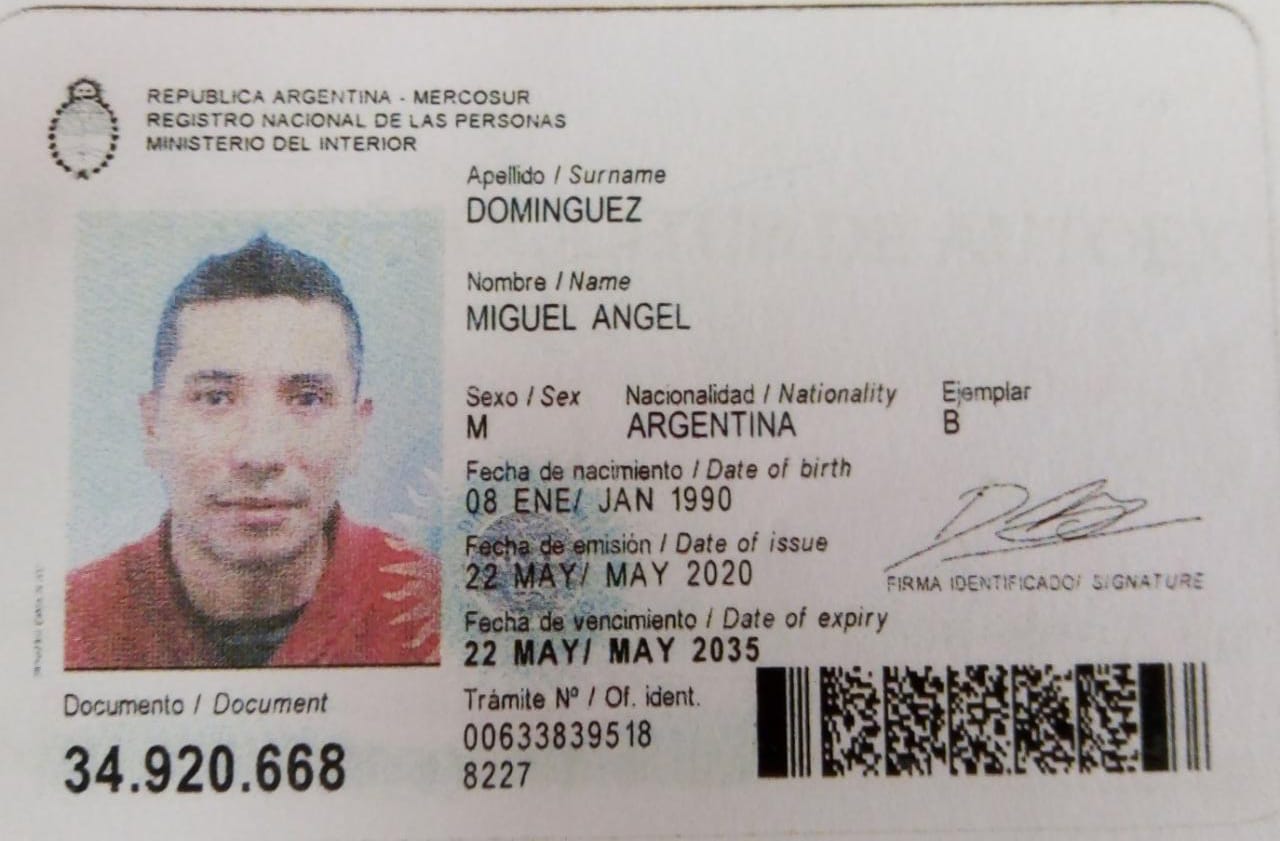 REPUBLICA ARGENTINA - MERCOSUR
REGISTRO NACIONAL DE LAS PERSONAS
MINISTERIO DEL INTERIOR
Apellido / Surname
DOMINGUEZ
Nombre / Name
MIGUEL ANGEL
Sexo / Sex Nacionalidad / Nationality Ejemplar
M ARGENTINA B
Fecha de nacimiento / Date of birth
08 ENE/ JAN 1990
Fecha de emisión / Date of issue
22 MAY/ MAY 2020
FIRMA IDENTIFICADO/ SIGNATURE
Fecha de vencimiento / Date of expiry
22 MAY/ MAY 2035
Documento / Document
34.920.668
Trámite Nº / Of. ident.
00633839518
8227